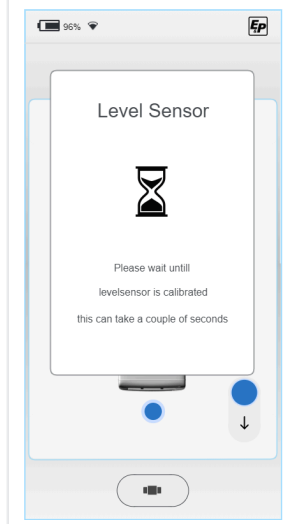 96%
EP
Level Sensor
Please wait untill
levelsensor is calibrated
this can take a couple of seconds